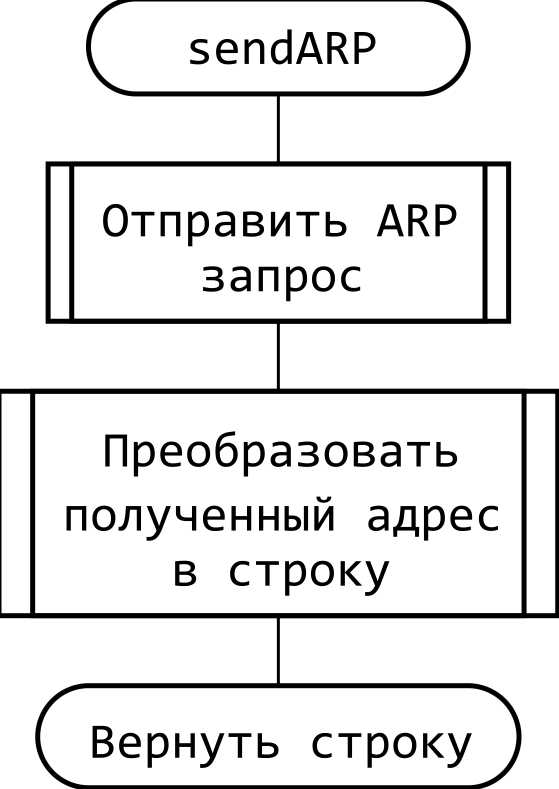 sendARP
Отправить ARP
запрос
Преобразовать
полученный адрес
в строку
Вернуть строку